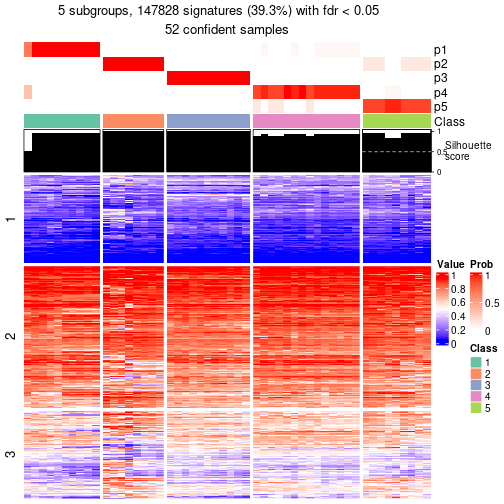 5 subgroups, 147828 signatures (39.3%) with fdr < 0.05
52 confident samples
p1
p2
p3
p4
p5
Class
1
0.5
0
Silhouette
score
1
2
3
Value Prob
1 1
0.8
0.6 0.5
0.4
0.2 0
0
Class
1
2
3
4
5